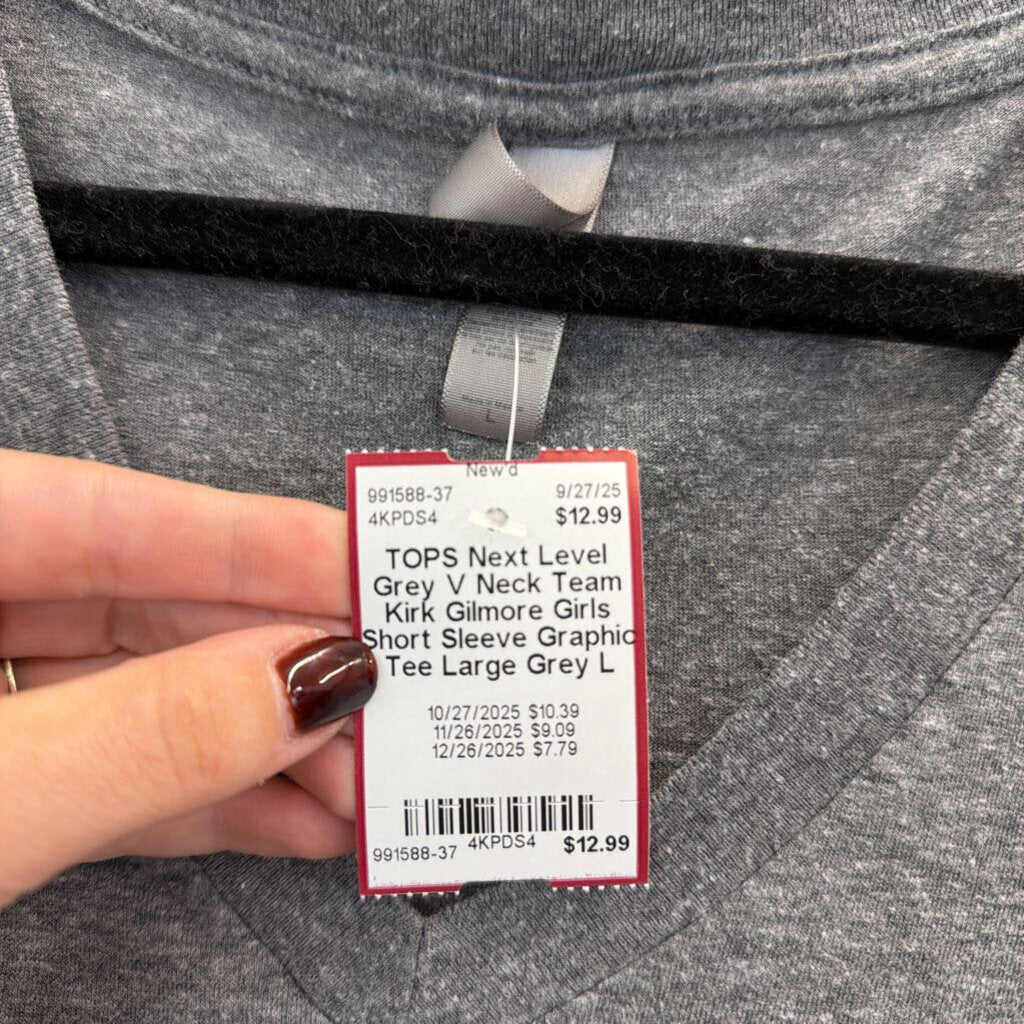 L
New'd
991588-37 9/27/25
4KPDS4 $12.99
TOPS Next Level
Grey V Neck Team
Kirk Gilmore Girls
Short Sleeve Graphic
Tee Large Grey L
10/27/2025 $10.39
11/26/2025 $9.09
12/26/2025 $7.79
991588-37 4KPDS4 $12.99